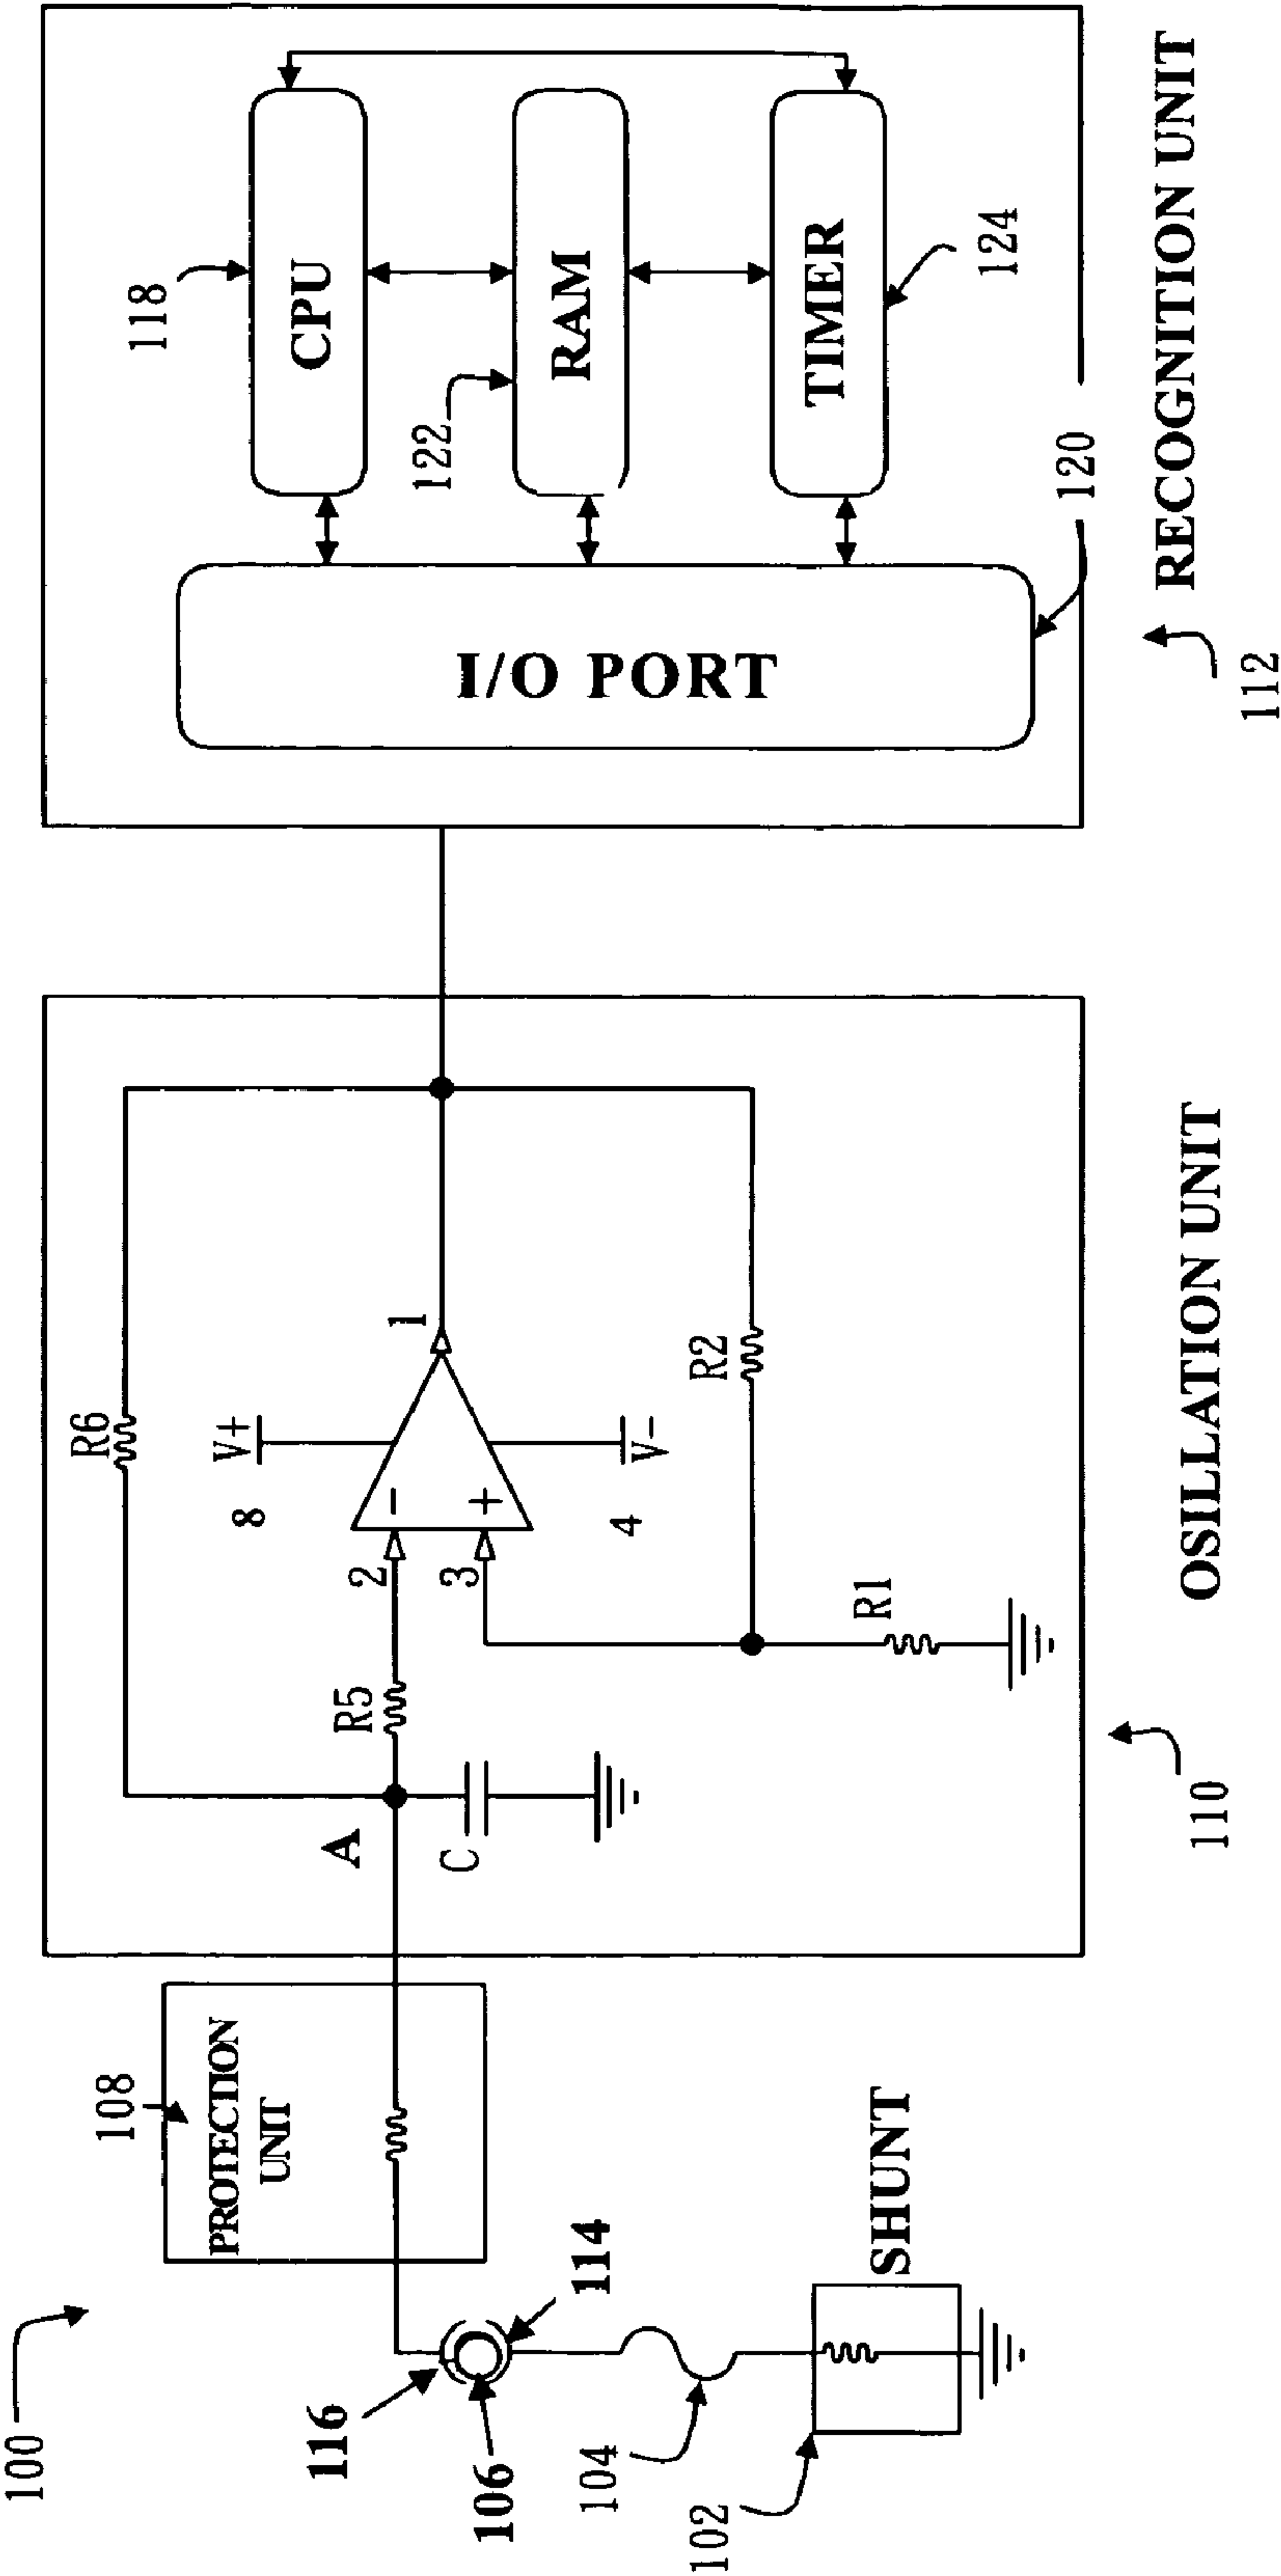 100
108
PROTECTION
UNIT
116
106
114
104
102
SHUNT
A
C
R5
R6
2
3
−
+
8
V+
4
V−
1
R2
R1
110
OSILLATION UNIT
I/O PORT
118
CPU
122
RAM
TIMER
124
120
112
RECOGNITION UNIT